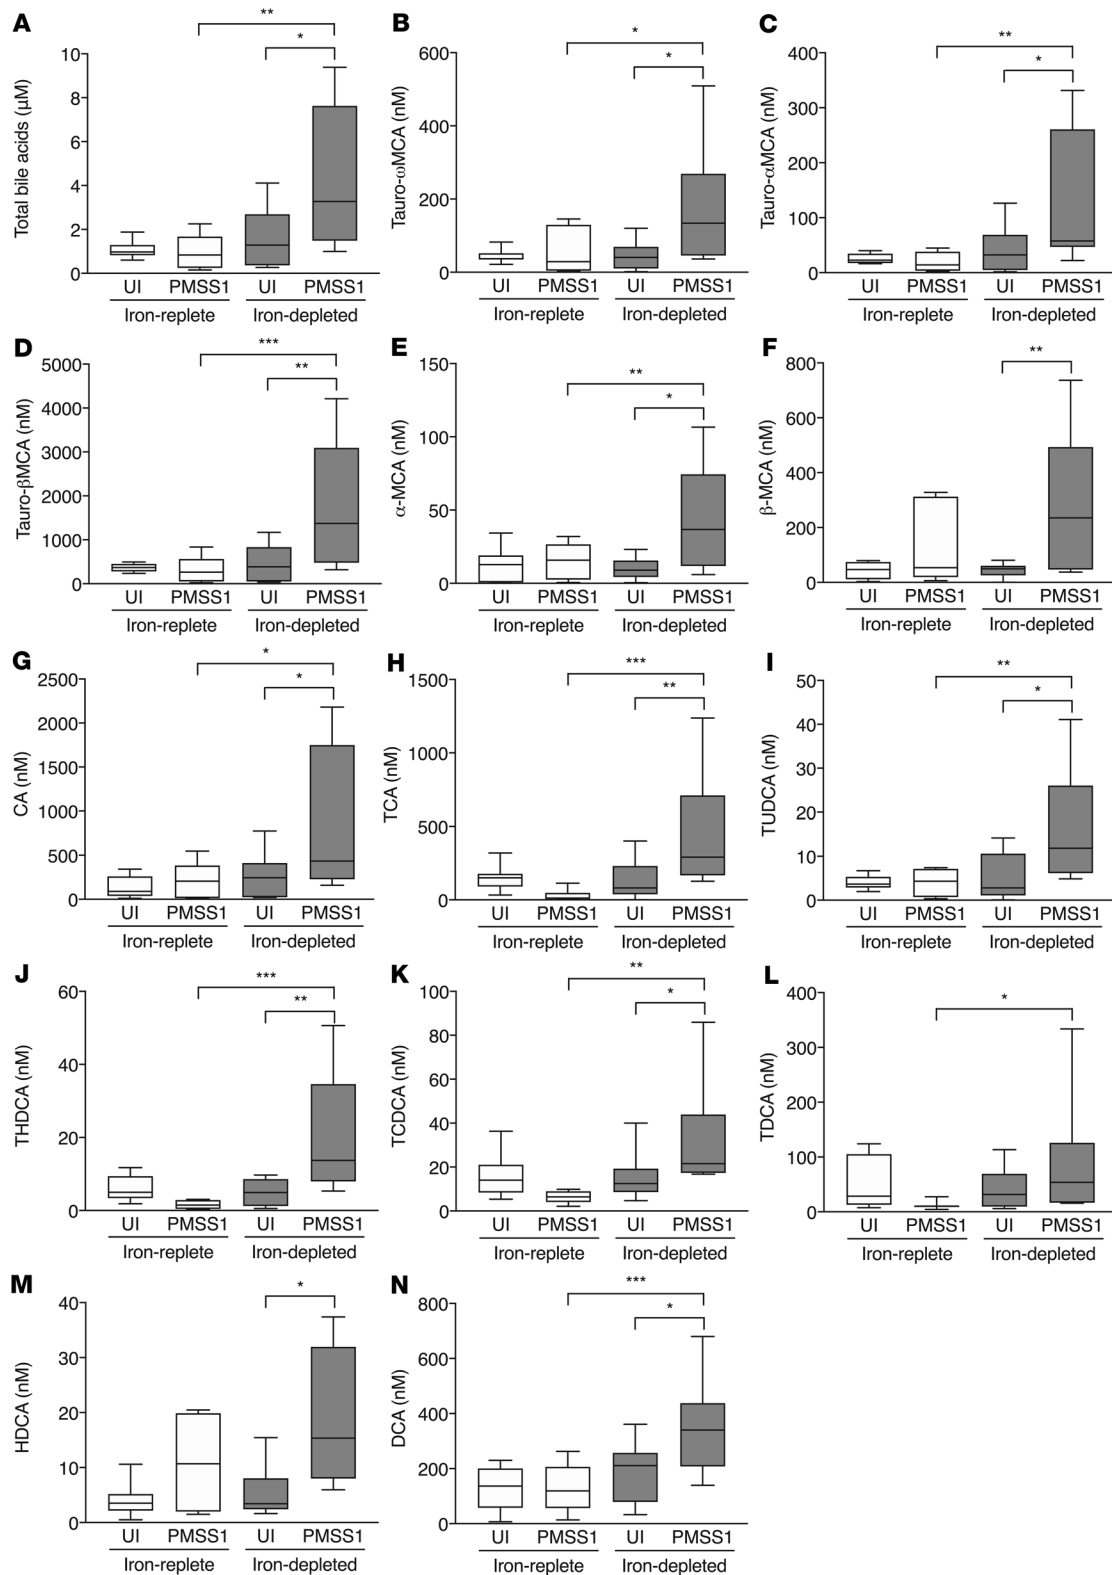 A
Total bile acids (μM)
10
8
6
4
2
0
**
*
UI PMSS1 UI PMSS1
Iron-replete Iron-depleted
B
Tauro-ωMCA (nM)
600
400
200
0
*
*
UI PMSS1 UI PMSS1
Iron-replete Iron-depleted
C
Tauro-αMCA (nM)
400
300
200
100
0
**
*
UI PMSS1 UI PMSS1
Iron-replete Iron-depleted
D
Tauro-βMCA (nM)
5000
4000
3000
2000
1000
0
***
**
UI PMSS1 UI PMSS1
Iron-replete Iron-depleted
E
α-MCA (nM)
150
100
50
0
**
*
UI PMSS1 UI PMSS1
Iron-replete Iron-depleted
F
β-MCA (nM)
800
600
400
200
0
**
UI PMSS1 UI PMSS1
Iron-replete Iron-depleted
G
CA (nM)
2500
2000
1500
1000
500
0
*
*
UI PMSS1 UI PMSS1
Iron-replete Iron-depleted
H
TCA (nM)
1500
1000
500
0
***
**
UI PMSS1 UI PMSS1
Iron-replete Iron-depleted
I
TUDCA (nM)
50
40
30
20
10
0
**
*
UI PMSS1 UI PMSS1
Iron-replete Iron-depleted
J
THDCA (nM)
60
40
20
0
***
**
UI PMSS1 UI PMSS1
Iron-replete Iron-depleted
K
TCDCA (nM)
100
80
60
40
20
0
**
*
UI PMSS1 UI PMSS1
Iron-replete Iron-depleted
L
TDCA (nM)
400
300
200
100
0
*
UI PMSS1 UI PMSS1
Iron-replete Iron-depleted
M
HDCA (nM)
40
30
20
10
0
*
UI PMSS1 UI PMSS1
Iron-replete Iron-depleted
N
DCA (nM)
800
600
400
200
0
***
*
UI PMSS1 UI PMSS1
Iron-replete Iron-depleted